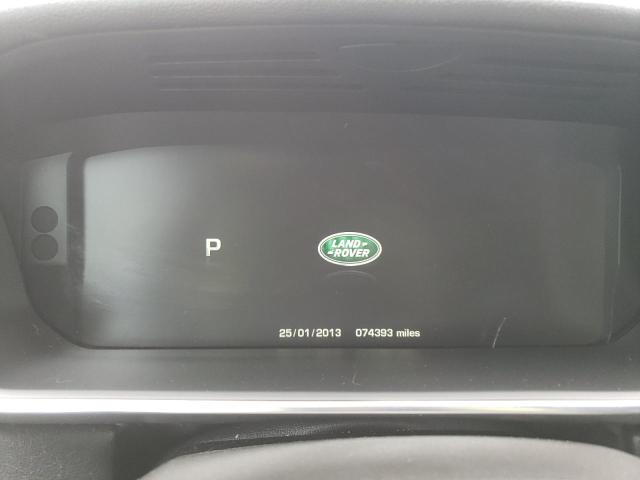 P
LAND
ROVER
25/01/2013 074393 miles